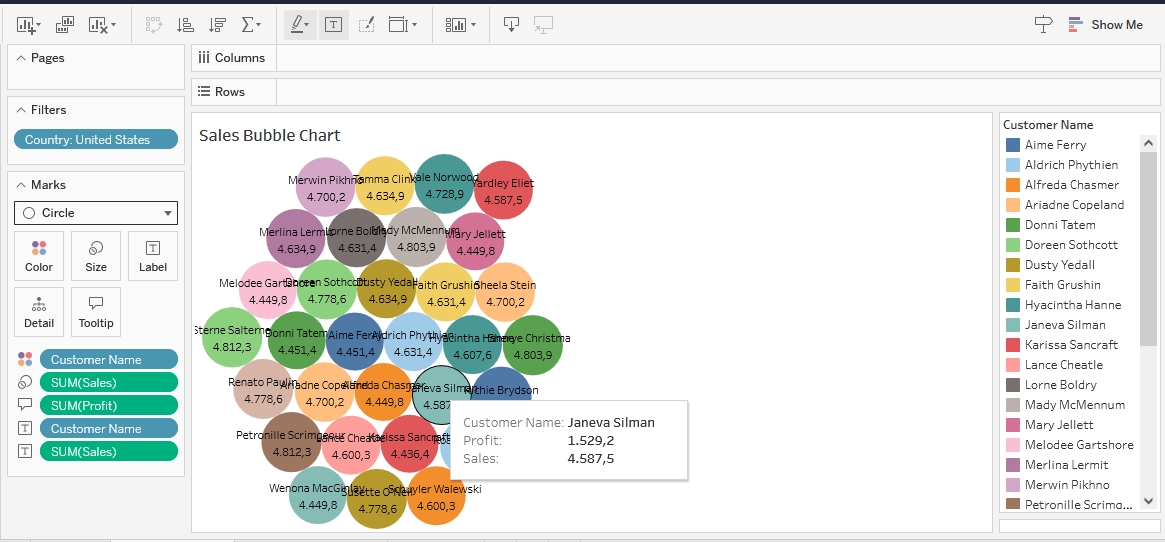 Show Me
Pages
Columns
Rows
Filters
Country: United States
Marks
Circle
Color
Size
Label
Detail
Tooltip
Customer Name
SUM(Sales)
SUM(Profit)
Customer Name
SUM(Sales)
Sales Bubble Chart
Merwin Pikhno
4.700,2
Tamma Clink
4.634,9
Vale Norwood
4.728,9
Yardley Eliet
4.587,5
Merlina Lermit
4.634,9
Lorne Boldry
4.631,4
Mady McMennum
4.803,9
Mary Jellett
4.449,8
Melodee Gartshore
4.449,8
Doreen Sothcott
4.778,6
Dusty Yedall
4.634,9
Faith Grushin
4.631,4
Sheela Stein
4.700,2
Sterne Salterne
4.812,3
Donni Tatem
4.451,4
Aime Ferry
4.451,4
Aldrich Phythien
4.631,4
Hyacintha Hanne
4.607,6
Sherye Christma
4.803,9
Renato Paulin
4.778,6
Ariadne Copeland
4.700,2
Alfreda Chasmer
4.449,8
Janeva Silman
4.587
Richie Brydson
Petronille Scrimgeour
4.812,3
Lance Cheatle
4.600,3
Karissa Sancraft
4.436,4
Wenona MacGinlay
4.449,8
Susette O'Neil
4.778,6
Schuyler Walewski
4.600,3
Customer Name: Janeva Silman
Profit: 1.529,2
Sales: 4.587,5
Customer Name
Aime Ferry
Aldrich Phythien
Alfreda Chasmer
Ariadne Copeland
Donni Tatem
Doreen Sothcott
Dusty Yedall
Faith Grushin
Hyacintha Hanne
Janeva Silman
Karissa Sancraft
Lance Cheatle
Lorne Boldry
Mady McMennum
Mary Jellett
Melodee Gartshore
Merlina Lermit
Merwin Pikhno
Petronille Scrimg...